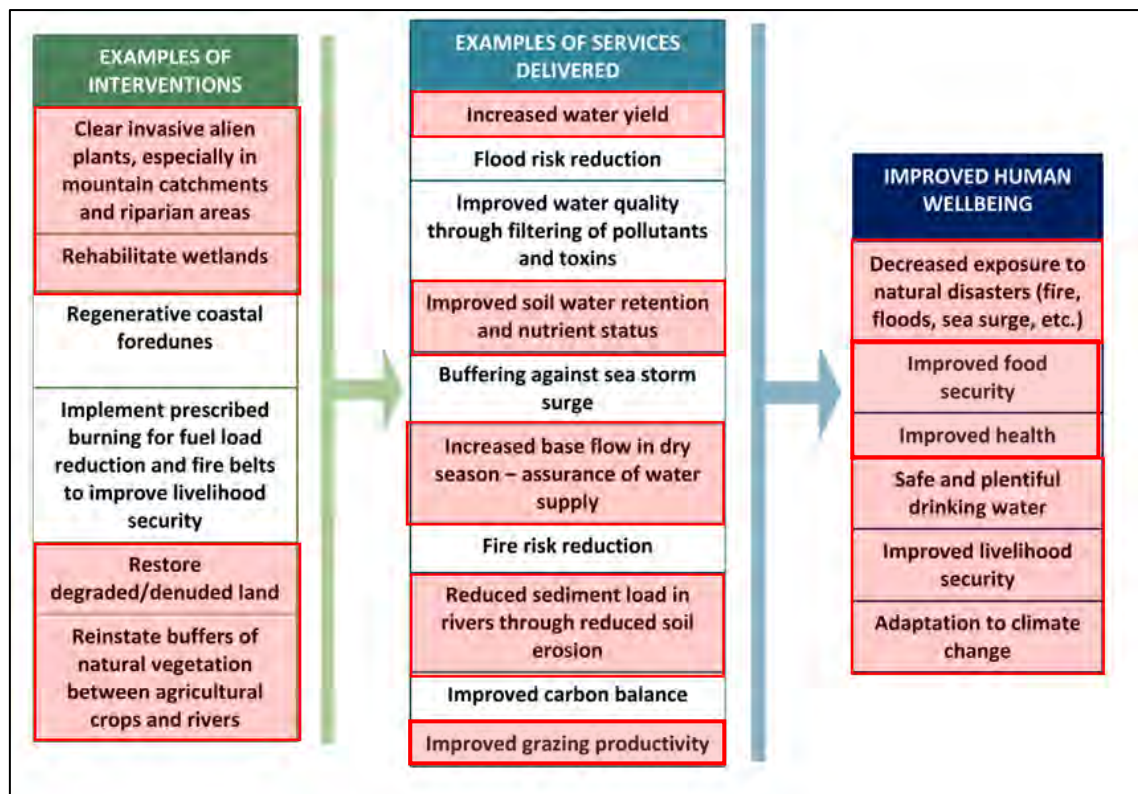 EXAMPLES OF
INTERVENTIONS
Clear invasive alien
plants, especially in
mountain catchments
and riparian areas
Rehabilitate wetlands
Regenerative coastal
foredunes
Implement prescribed
burning for fuel load
reduction and fire belts
to improve livelihood
security
Restore
degraded/denuded land
Reinstate buffers of
natural vegetation
between agricultural
crops and rivers
EXAMPLES OF SERVICES
DELIVERED
Increased water yield
Flood risk reduction
Improved water quality
through filtering of pollutants
and toxins
Improved soil water retention
and nutrient status
Buffering against sea storm
surge
Increased base flow in dry
season – assurance of water
supply
Fire risk reduction
Reduced sediment load in
rivers through reduced soil
erosion
Improved carbon balance
Improved grazing productivity
IMPROVED HUMAN
WELLBEING
Decreased exposure to
natural disasters (fire,
floods, sea surge, etc.)
Improved food
security
Improved health
Safe and plentiful
drinking water
Improved livelihood
security
Adaptation to climate
change